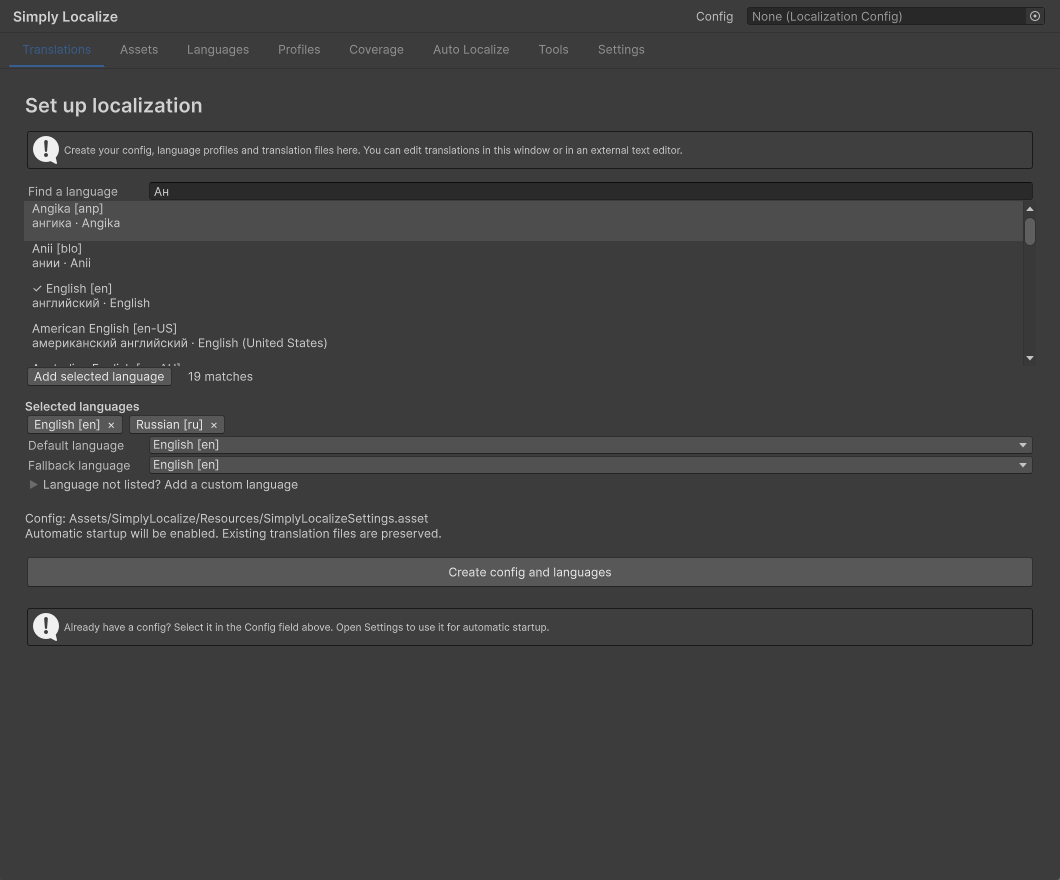 Simply Localize
Config
None (Localization Config)
Translations
Assets
Languages
Profiles
Coverage
Auto Localize
Tools
Settings
Set up localization
Create your config, language profiles and translation files here. You can edit translations in this window or in an external text editor.
Find a language
Ан
Angika [anp]
ангика · Angika
Anii [blo]
ании · Anii
✓ English [en]
английский · English
American English [en-US]
американский английский · English (United States)
Add selected language
19 matches
Selected languages
English [en] ×
Russian [ru] ×
Default language
English [en]
Fallback language
English [en]
Language not listed? Add a custom language
Config: Assets/SimplyLocalize/Resources/SimplyLocalizeSettings.asset
Automatic startup will be enabled. Existing translation files are preserved.
Create config and languages
Already have a config? Select it in the Config field above. Open Settings to use it for automatic startup.